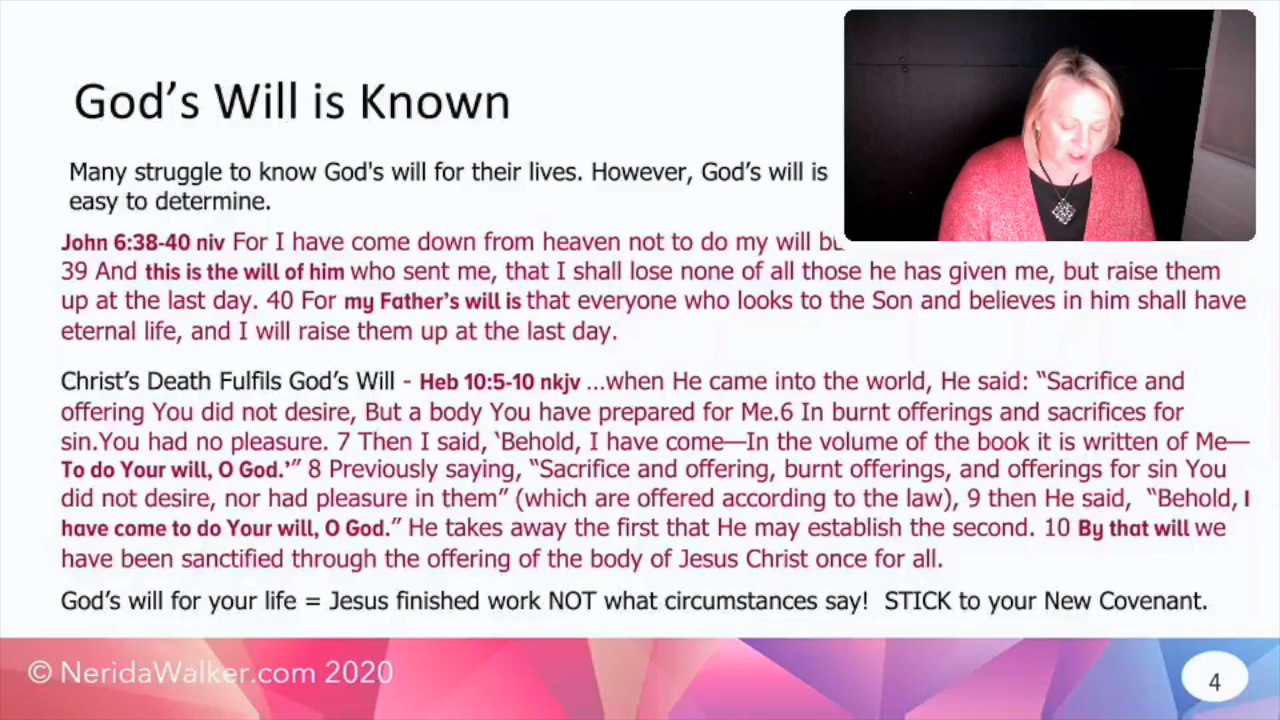 God's Will is Known
Many struggle to know God's will for their lives. However, God's will is
easy to determine.
John 6:38-40 niv For I have come down from heaven not to do my will
39 And this is the will of him who sent me, that I shall lose none of all those he has given me, but raise them
up at the last day. 40 For my Father's will is that everyone who looks to the Son and believes in him shall have
eternal life, and I will raise them up at the last day.
Christ's Death Fulfils God's Will - Heb 10:5-10 nkjv …when He came into the world, He said: "Sacrifice and
offering You did not desire, But a body You have prepared for Me.6 In burnt offerings and sacrifices for
sin.You had no pleasure. 7 Then I said, 'Behold, I have come—In the volume of the book it is written of Me—
To do Your will, O God.'" 8 Previously saying, "Sacrifice and offering, burnt offerings, and offerings for sin You
did not desire, nor had pleasure in them" (which are offered according to the law), 9 then He said, "Behold, I
have come to do Your will, O God." He takes away the first that He may establish the second. 10 By that will we
have been sanctified through the offering of the body of Jesus Christ once for all.
God's will for your life = Jesus finished work NOT what circumstances say! STICK to your New Covenant.
© NeridaWalker.com 2020
4